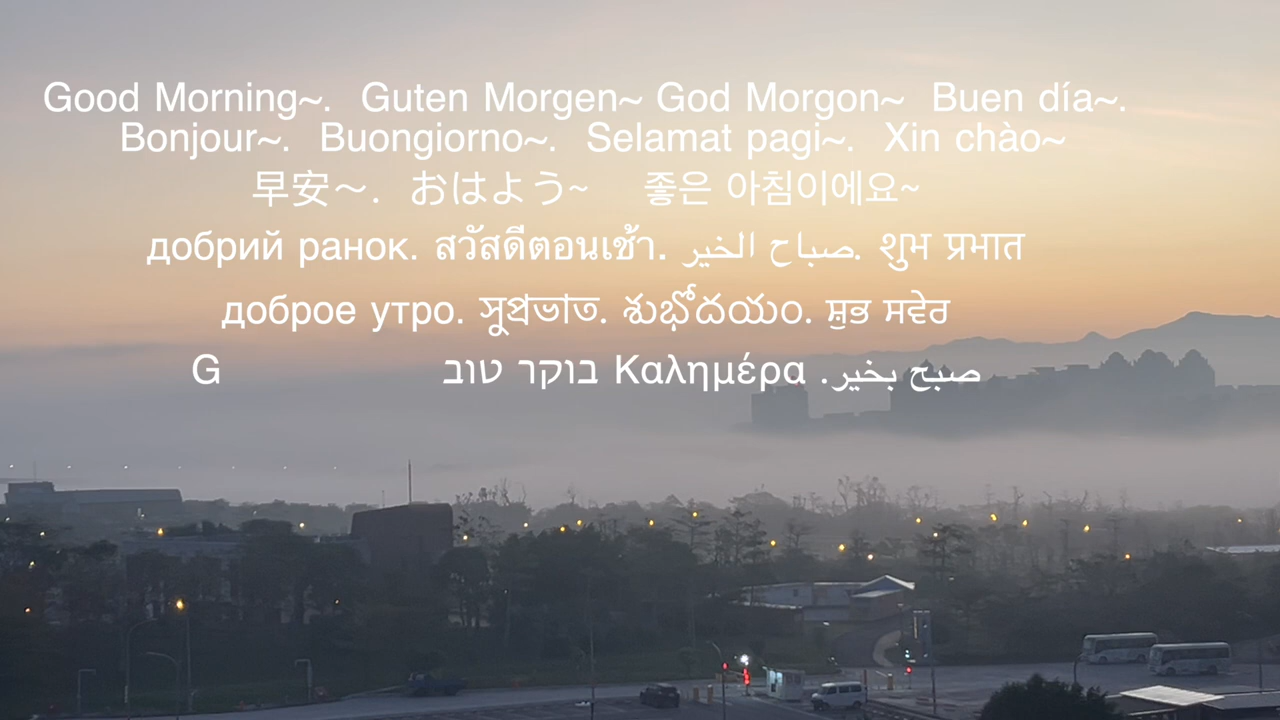 Good Morning~. Guten Morgen~ God Morgon~ Buen día~.
Bonjour~. Buongiorno~. Selamat pagi~. Xin chào~
早安～. おはよう~ 좋은 아침이에요~
добрий ранок. สวัสดีตอนเช้า. صباح الخير. शुभ प्रभात
доброе утро. সুপ্রভাত. శుభోదయం. ਸ਼ੁਭ ਸਵੇਰ
G בוקר טוב Καλημέρα .صبح بخیر